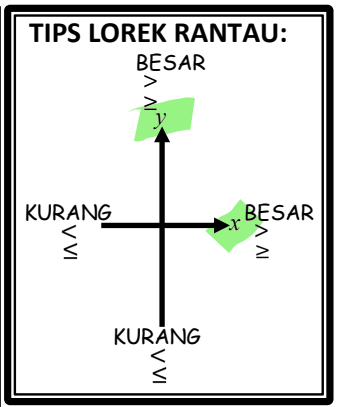 TIPS LOREK RANTAU:
BESAR
>
≥
y
KURANG
<
≤
x
BESAR
>
≥
KURANG
<
≤